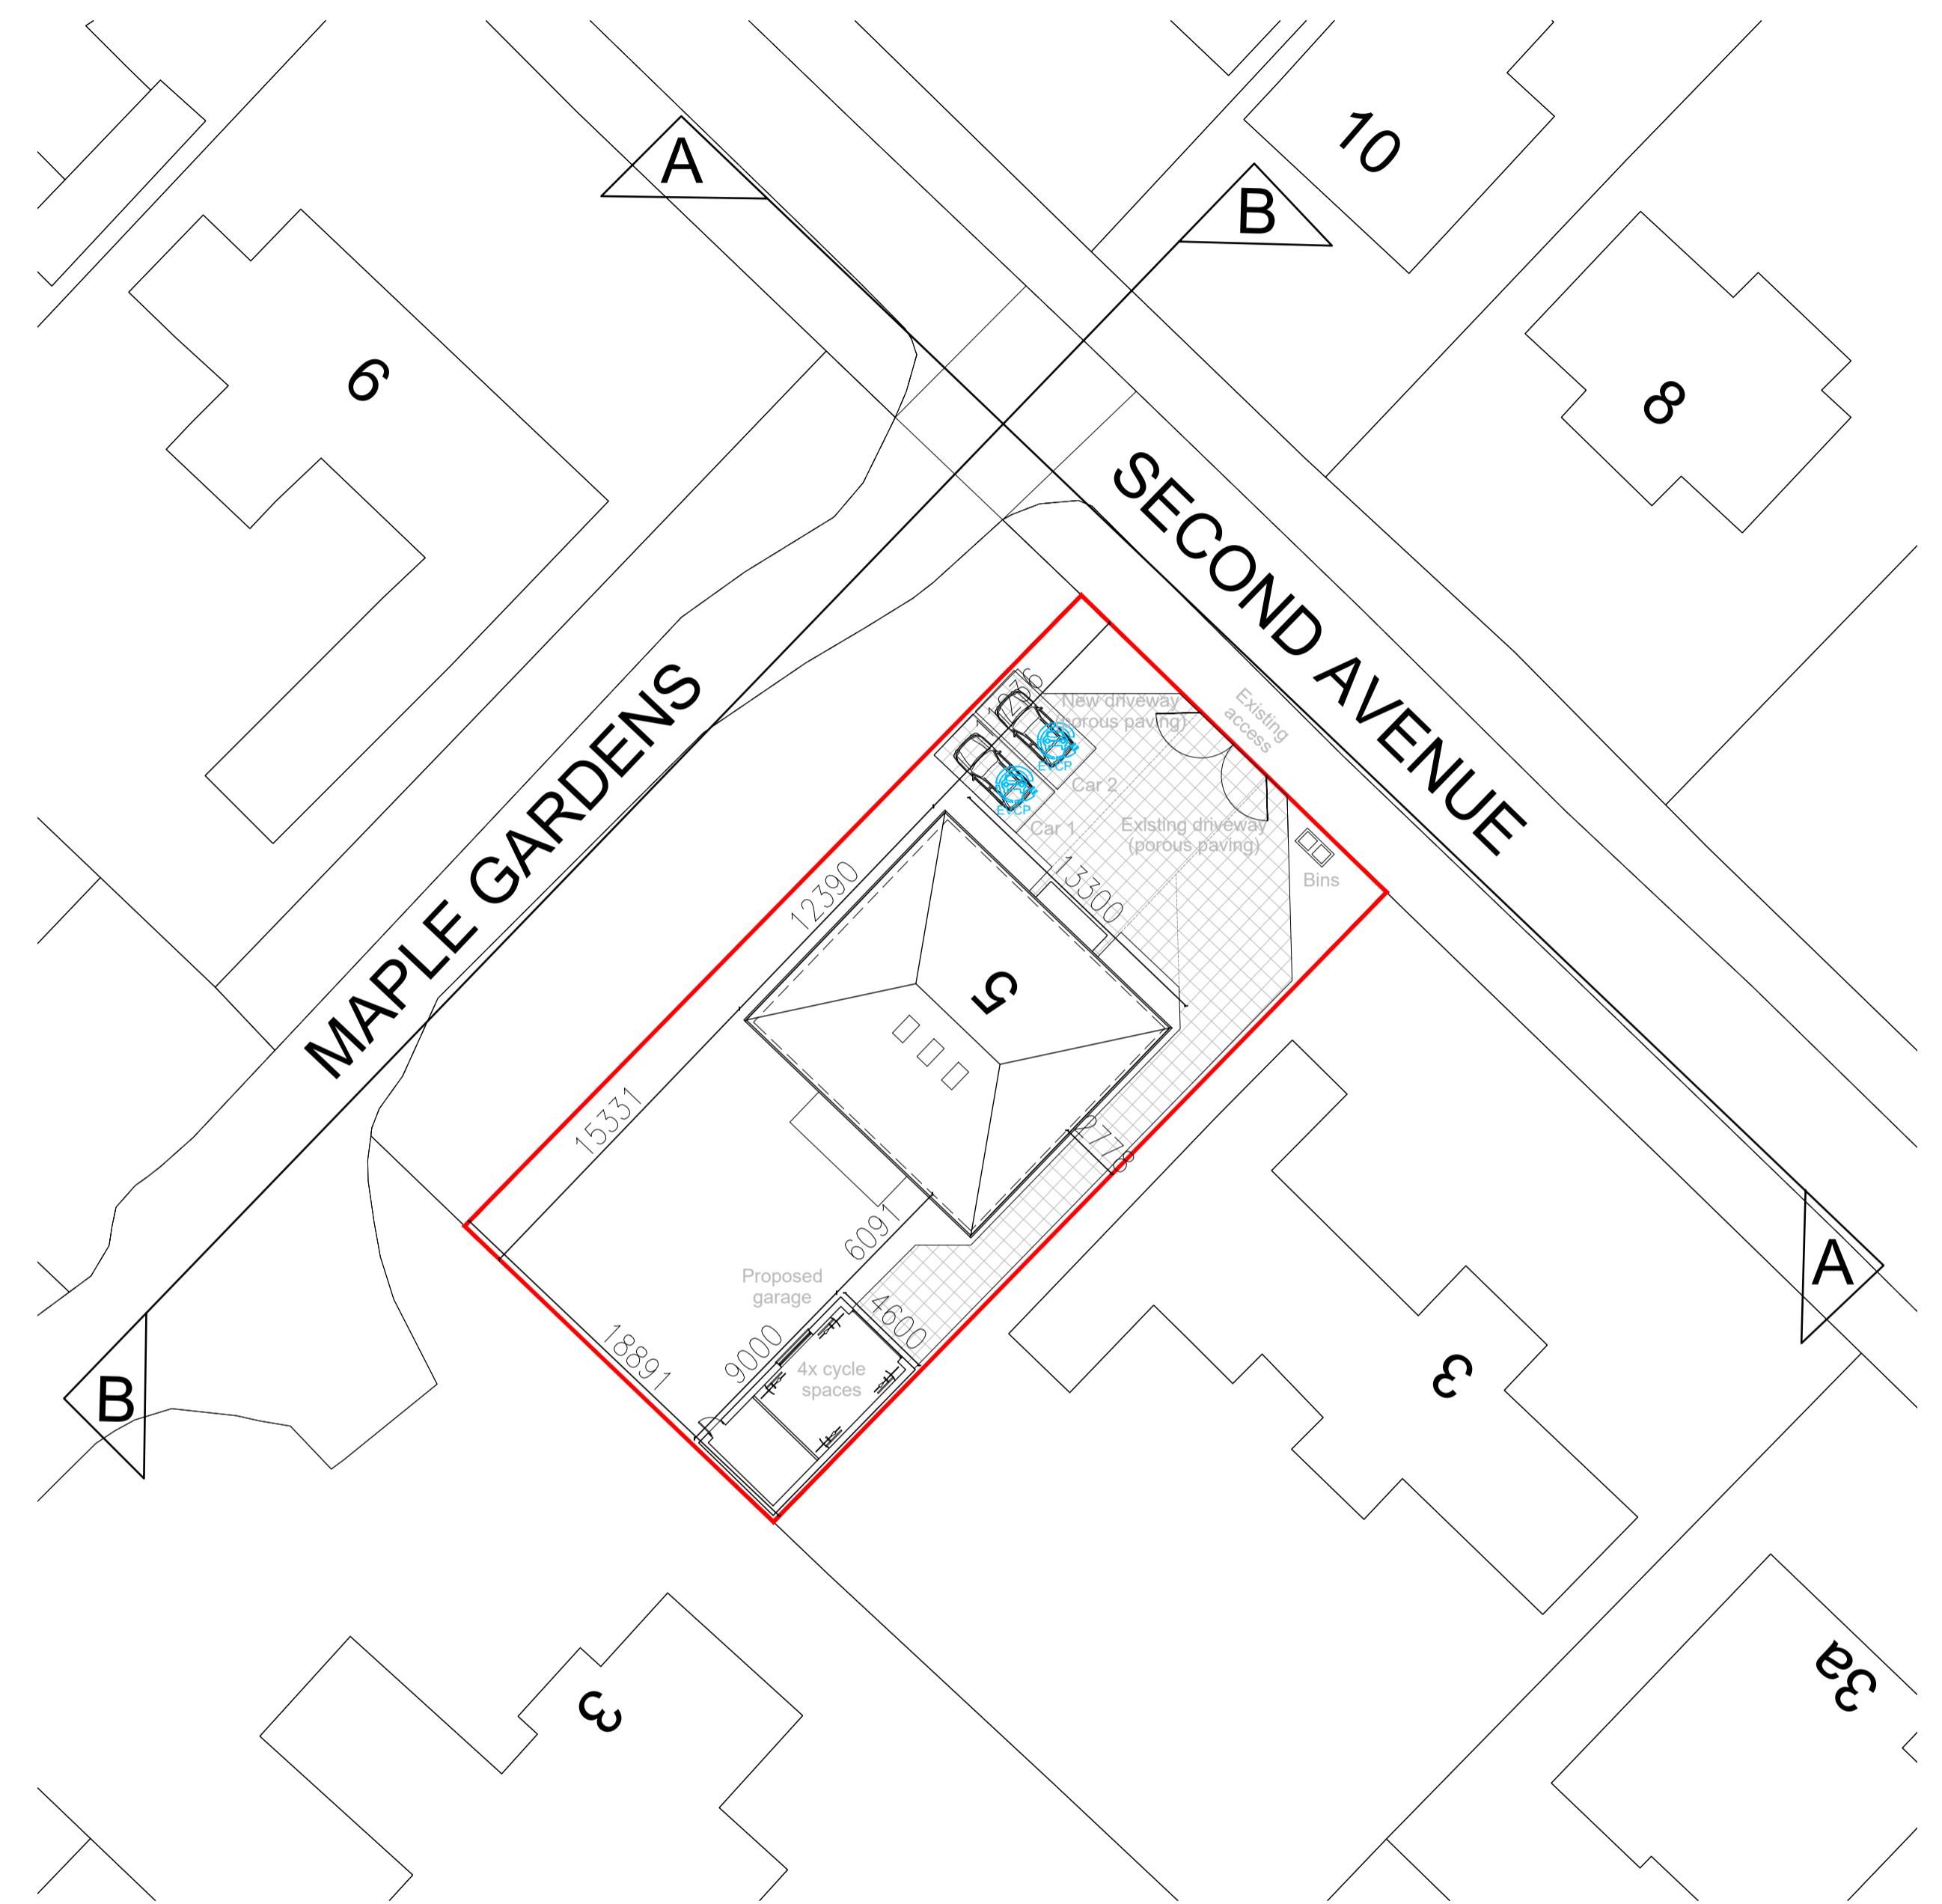 A
10
B
6
8
SECOND AVENUE
MAPLE GARDENS
New driveway
(porous paving)
Existing
access
EVCP
Car 2
EVCP
Car 1
Existing driveway
(porous paving)
Bins
12390
13300
5
15331
2778
6091
A
Proposed
garage
4600
18891
9000
4x cycle
spaces
B
3
3
3a